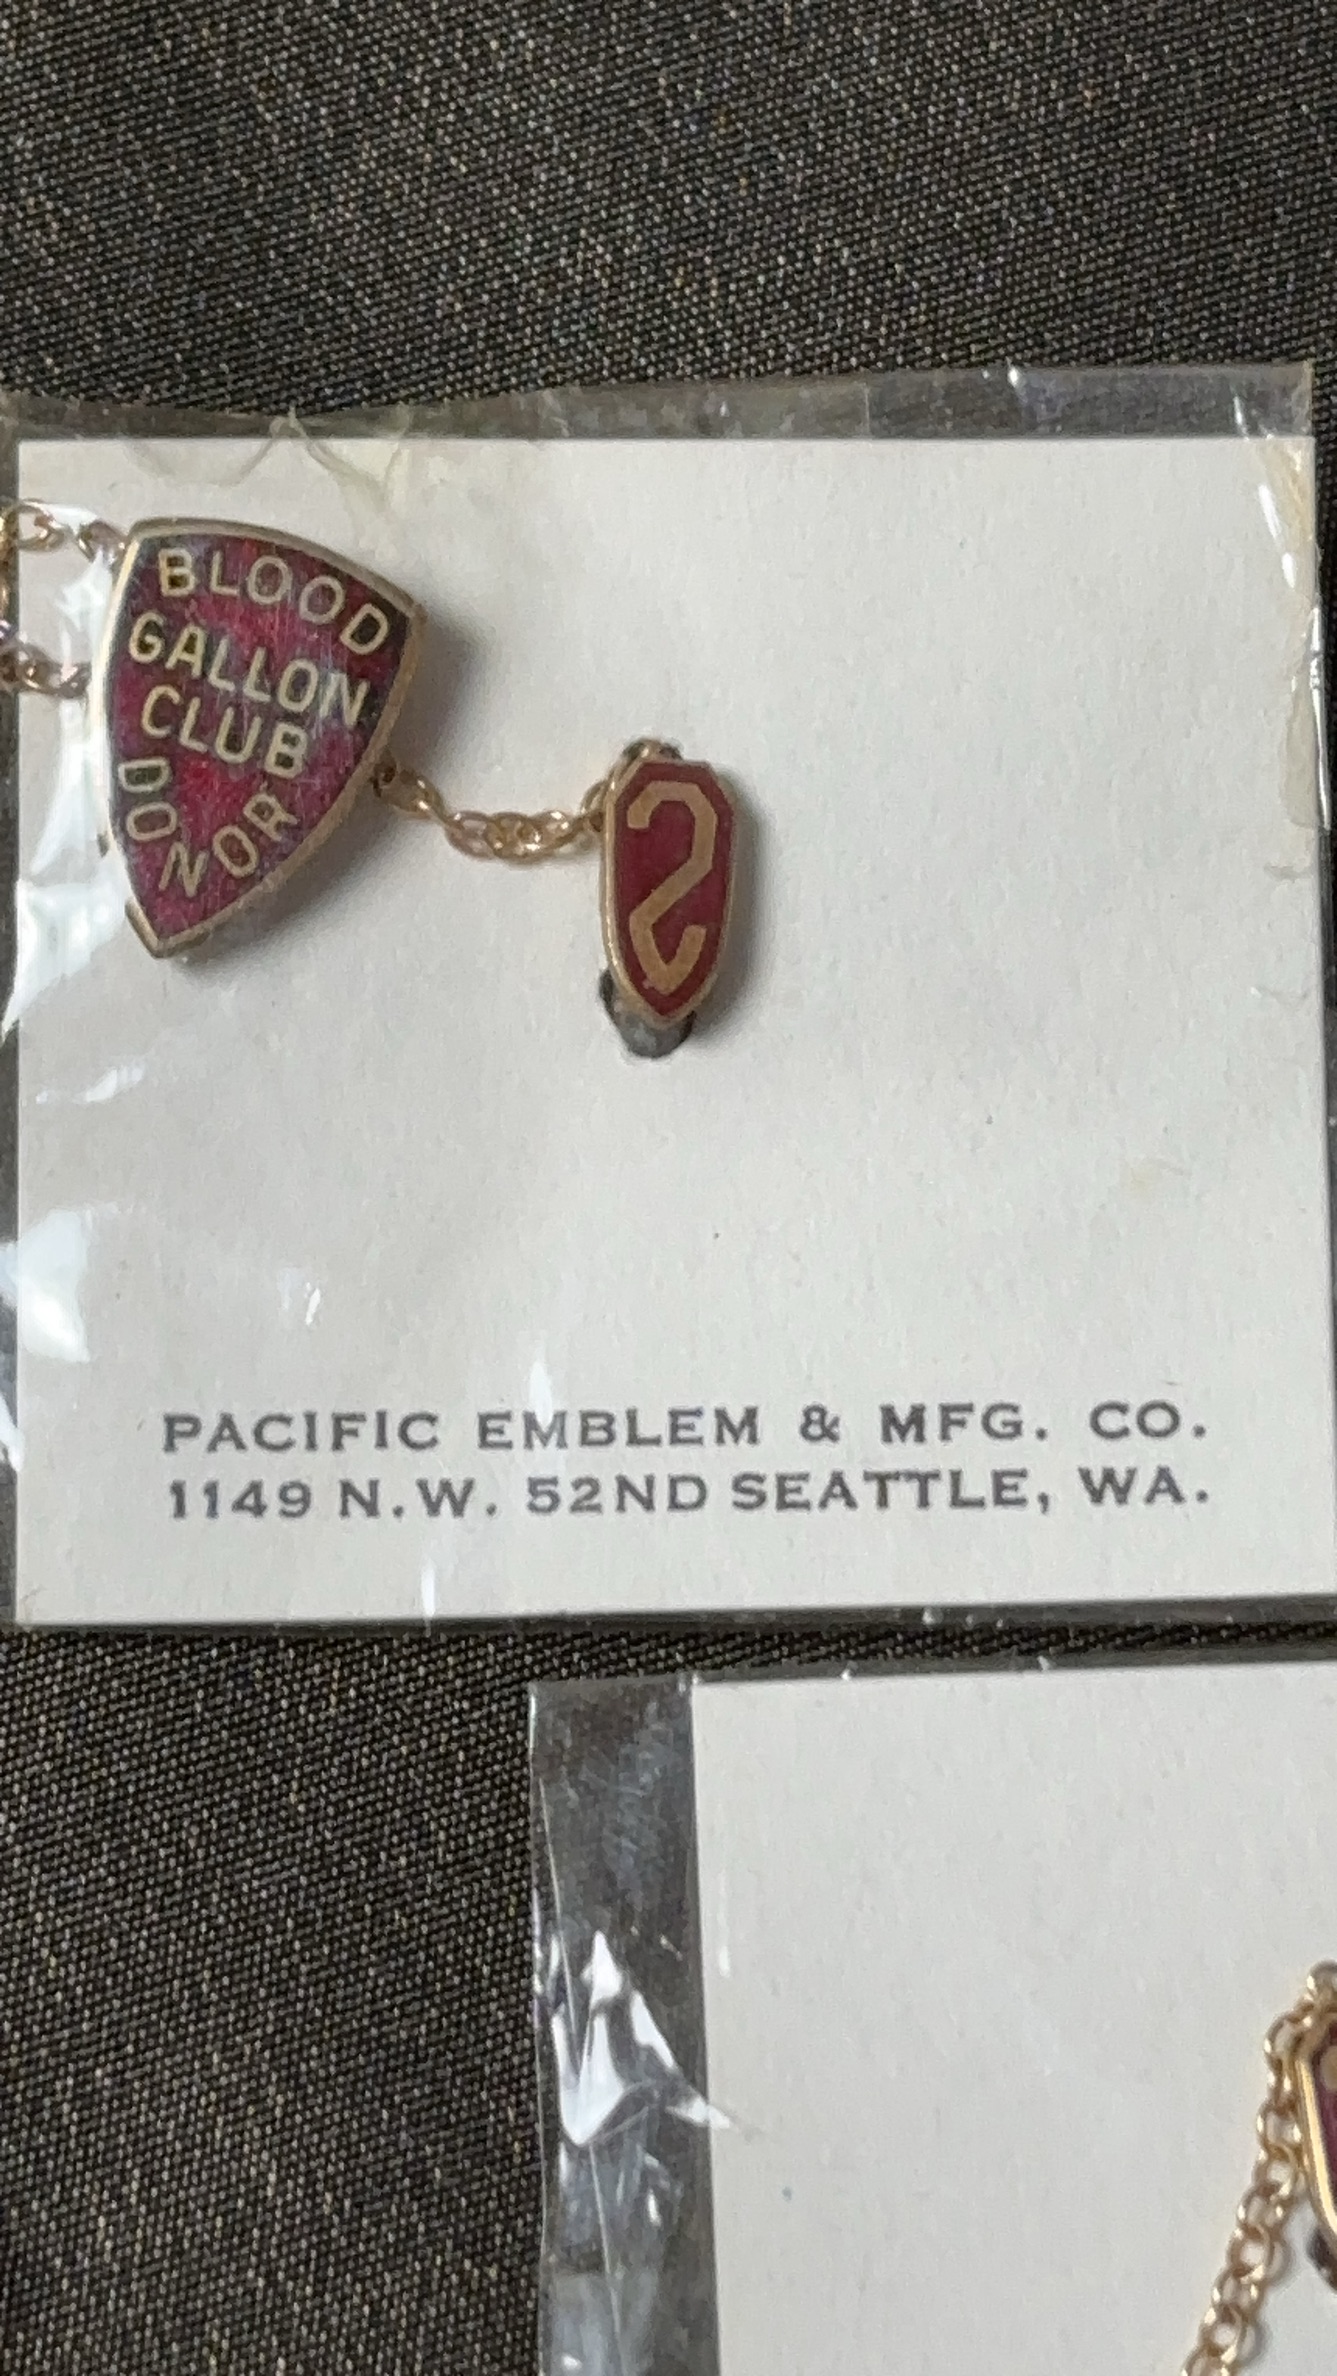 BLOOD
GALLON
CLUB
DONOR
2
PACIFIC EMBLEM & MFG. CO.
1149 N.W. 52ND SEATTLE, WA.